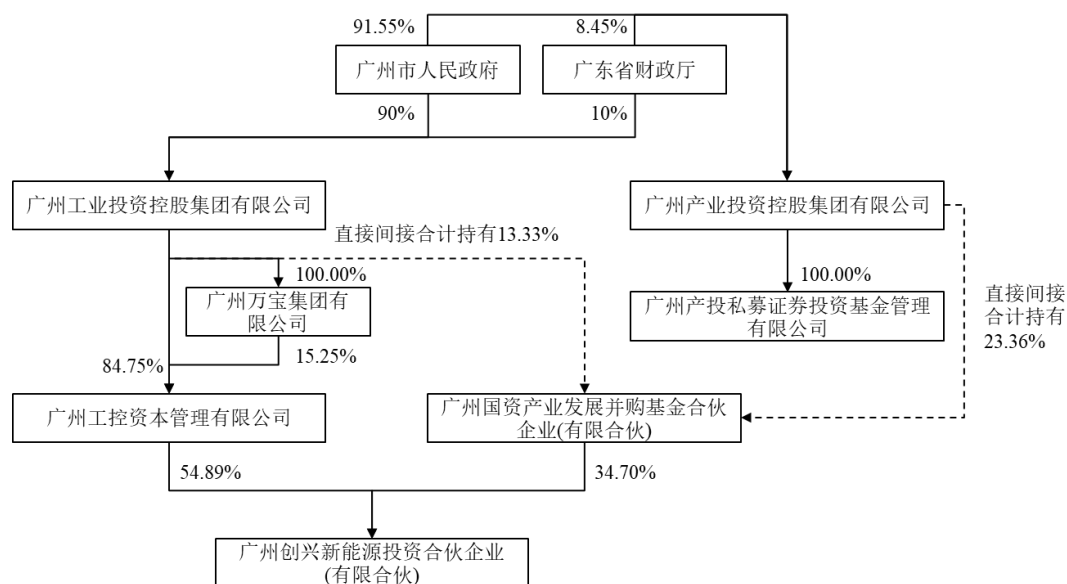 91.55%
8.45%
广州市人民政府
广东省财政厅
90%
10%
广州工业投资控股集团有限公司
广州产业投资控股集团有限公司
直接间接合计持有13.33%
100.00%
100.00%
广州万宝集团有
限公司
广州产投私募证券投资基金管理
有限公司
直接间接
合计持有
23.36%
15.25%
84.75%
广州工控资本管理有限公司
广州国资产业发展并购基金合伙
企业(有限合伙)
54.89%
34.70%
广州创兴新能源投资合伙企业
(有限合伙)